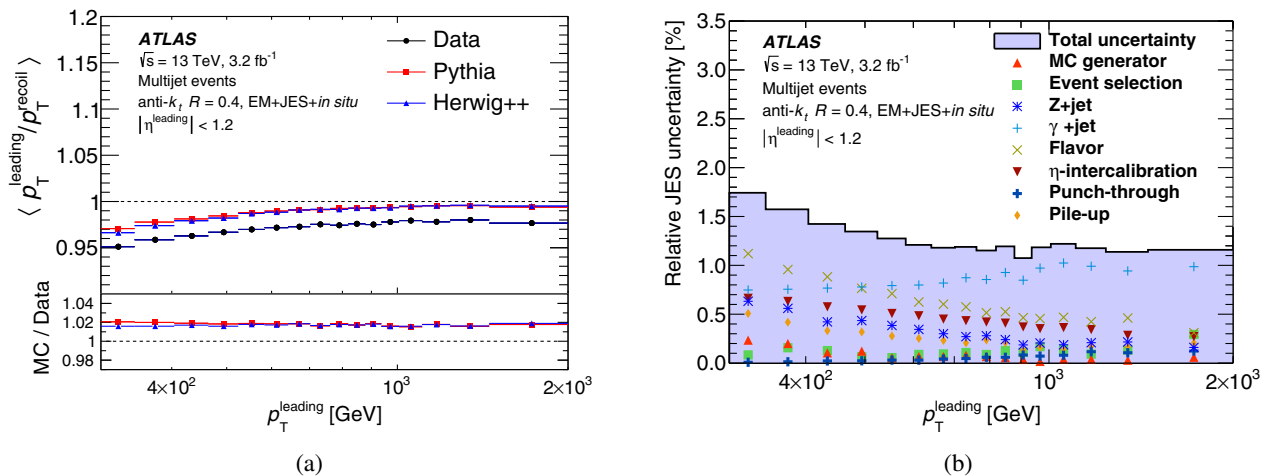 1.2
1.15
1.1
1.05
1
0.95
⟨ p_T^leading / p_T^recoil ⟩
ATLAS
√s = 13 TeV, 3.2 fb⁻¹
Multijet events
anti-k_t R = 0.4, EM+JES+in situ
|η^leading| < 1.2
Data
Pythia
Herwig++
MC / Data
1.04
1.02
1
0.98
4×10² 10³ 2×10³
p_T^leading [GeV]
(a)
Relative JES uncertainty [%]
3.5
3.0
2.5
2.0
1.5
1.0
0.5
0.0
ATLAS
√s = 13 TeV, 3.2 fb⁻¹
Multijet events
anti-k_t R = 0.4, EM+JES+in situ
|η^leading| < 1.2
Total uncertainty
MC generator
Event selection
Z+jet
γ +jet
Flavor
η-intercalibration
Punch-through
Pile-up
4×10² 10³ 2×10³
p_T^leading [GeV]
(b)